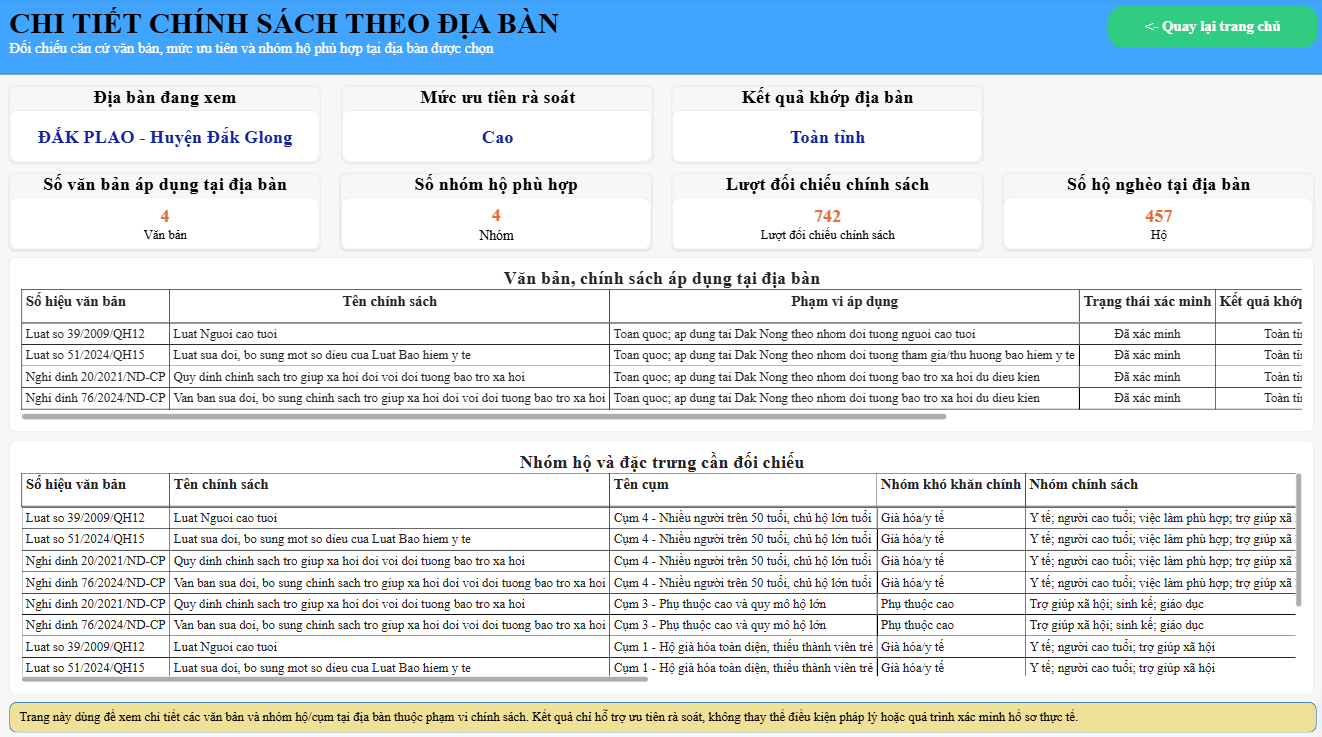 CHI TIẾT CHÍNH SÁCH THEO ĐỊA BÀN
Đối chiếu căn cứ văn bản, mức ưu tiên và nhóm hộ phù hợp tại địa bàn được chọn
<- Quay lại trang chủ
Địa bàn đang xem
ĐẮK PLAO - Huyện Đắk Glong
Mức ưu tiên rà soát
Cao
Kết quả khớp địa bàn
Toàn tỉnh
Số văn bản áp dụng tại địa bàn
4
Văn bản
Số nhóm hộ phù hợp
4
Nhóm
Lượt đối chiếu chính sách
742
Lượt đối chiếu chính sách
Số hộ nghèo tại địa bàn
457
Hộ
Văn bản, chính sách áp dụng tại địa bàn
Số hiệu văn bản Tên chính sách Phạm vi áp dụng Trạng thái xác minh Kết quả khớp
Luat so 39/2009/QH12 Luat Nguoi cao tuoi Toan quoc; ap dung tai Dak Nong theo nhom doi tuong nguoi cao tuoi Đã xác minh Toàn tỉ
Luat so 51/2024/QH15 Luat sua doi, bo sung mot so dieu cua Luat Bao hiem y te Toan quoc; ap dung tai Dak Nong theo nhom doi tuong tham gia/thu huong bao hiem y te Đã xác minh Toàn tỉ
Nghi dinh 20/2021/ND-CP Quy dinh chinh sach tro giup xa hoi doi voi doi tuong bao tro xa hoi Toan quoc; ap dung tai Dak Nong theo nhom doi tuong bao tro xa hoi du dieu kien Đã xác minh Toàn tỉ
Nghi dinh 76/2024/ND-CP Van ban sua doi, bo sung chinh sach tro giup xa hoi doi voi doi tuong bao tro xa hoi Toan quoc; ap dung tai Dak Nong theo nhom doi tuong bao tro xa hoi du dieu kien Đã xác minh Toàn tỉ
Nhóm hộ và đặc trưng cần đối chiếu
Số hiệu văn bản Tên chính sách Tên cụm Nhóm khó khăn chính Nhóm chính sách
Luat so 39/2009/QH12 Luat Nguoi cao tuoi Cụm 4 - Nhiều người trên 50 tuổi, chủ hộ lớn tuổi Già hóa/y tế Y tế; người cao tuổi; việc làm phù hợp; trợ giúp xã
Luat so 51/2024/QH15 Luat sua doi, bo sung mot so dieu cua Luat Bao hiem y te Cụm 4 - Nhiều người trên 50 tuổi, chủ hộ lớn tuổi Già hóa/y tế Y tế; người cao tuổi; việc làm phù hợp; trợ giúp xã
Nghi dinh 20/2021/ND-CP Quy dinh chinh sach tro giup xa hoi doi voi doi tuong bao tro xa hoi Cụm 4 - Nhiều người trên 50 tuổi, chủ hộ lớn tuổi Già hóa/y tế Y tế; người cao tuổi; việc làm phù hợp; trợ giúp xã
Nghi dinh 76/2024/ND-CP Van ban sua doi, bo sung chinh sach tro giup xa hoi doi voi doi tuong bao tro xa hoi Cụm 4 - Nhiều người trên 50 tuổi, chủ hộ lớn tuổi Già hóa/y tế Y tế; người cao tuổi; việc làm phù hợp; trợ giúp xã
Nghi dinh 20/2021/ND-CP Quy dinh chinh sach tro giup xa hoi doi voi doi tuong bao tro xa hoi Cụm 3 - Phụ thuộc cao và quy mô hộ lớn Phụ thuộc cao Trợ giúp xã hội; sinh kế; giáo dục
Nghi dinh 76/2024/ND-CP Van ban sua doi, bo sung chinh sach tro giup xa hoi doi voi doi tuong bao tro xa hoi Cụm 3 - Phụ thuộc cao và quy mô hộ lớn Phụ thuộc cao Trợ giúp xã hội; sinh kế; giáo dục
Luat so 39/2009/QH12 Luat Nguoi cao tuoi Cụm 1 - Hộ già hóa toàn diện, thiếu thành viên trẻ Già hóa/y tế Y tế; người cao tuổi; trợ giúp xã hội
Luat so 51/2024/QH15 Luat sua doi, bo sung mot so dieu cua Luat Bao hiem y te Cụm 1 - Hộ già hóa toàn diện, thiếu thành viên trẻ Già hóa/y tế Y tế; người cao tuổi; trợ giúp xã hội
Trang này dùng để xem chi tiết các văn bản và nhóm hộ/cụm tại địa bàn thuộc phạm vi chính sách. Kết quả chỉ hỗ trợ ưu tiên rà soát, không thay thế điều kiện pháp lý hoặc quá trình xác minh hồ sơ thực tế.